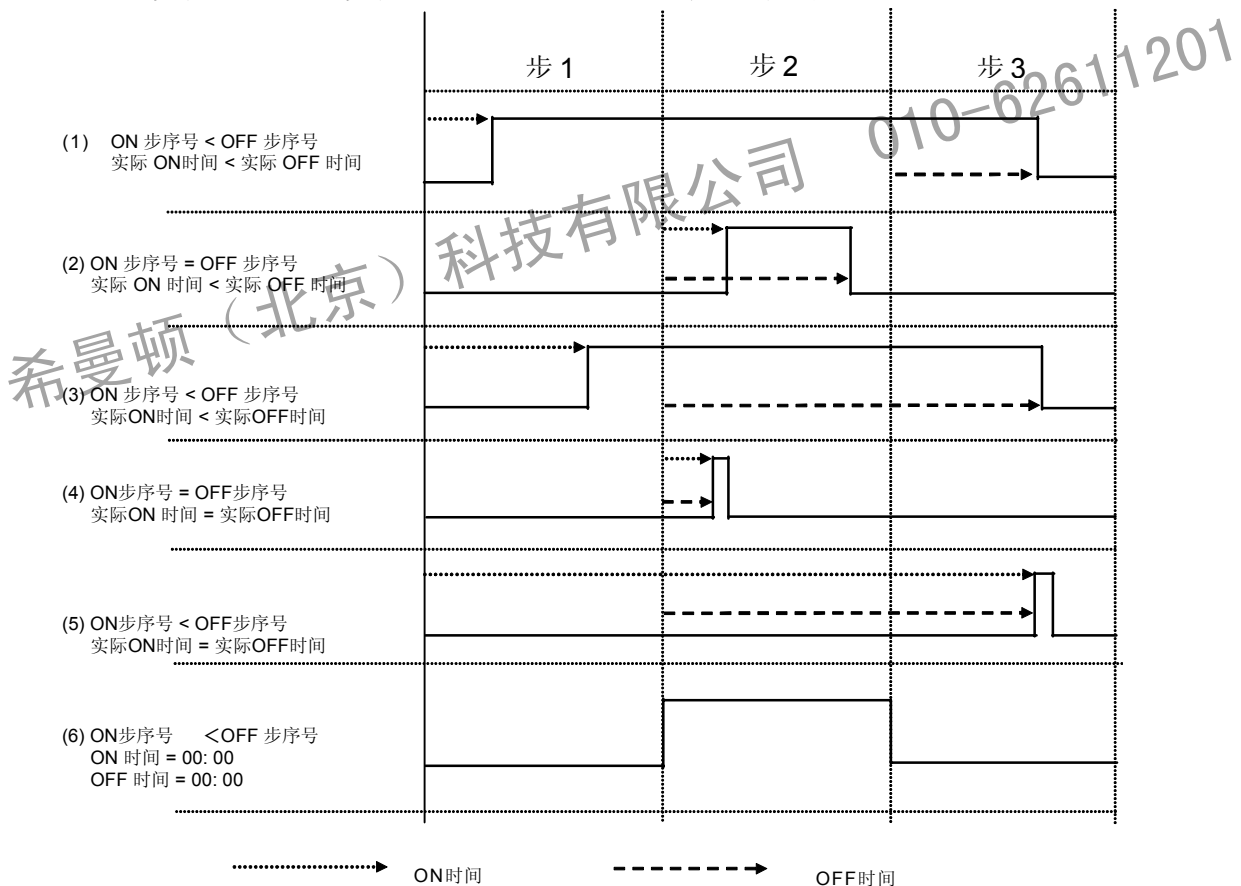 步 1 步 2 步 3
(1) ON 步序号 < OFF 步序号
实际 ON时间 < 实际 OFF 时间
(2) ON 步序号 = OFF 步序号
实际 ON 时间 < 实际 OFF 时间
(3) ON 步序号 < OFF 步序号
实际ON时间 < 实际OFF时间
(4) ON步序号 = OFF步序号
实际ON 时间 = 实际OFF时间
(5) ON步序号 < OFF步序号
实际ON时间 = 实际OFF时间
(6) ON步序号 <OFF 步序号
ON 时间 = 00: 00
OFF 时间 = 00: 00
ON时间 OFF时间
希曼顿（北京）科技有限公司 010-62611201